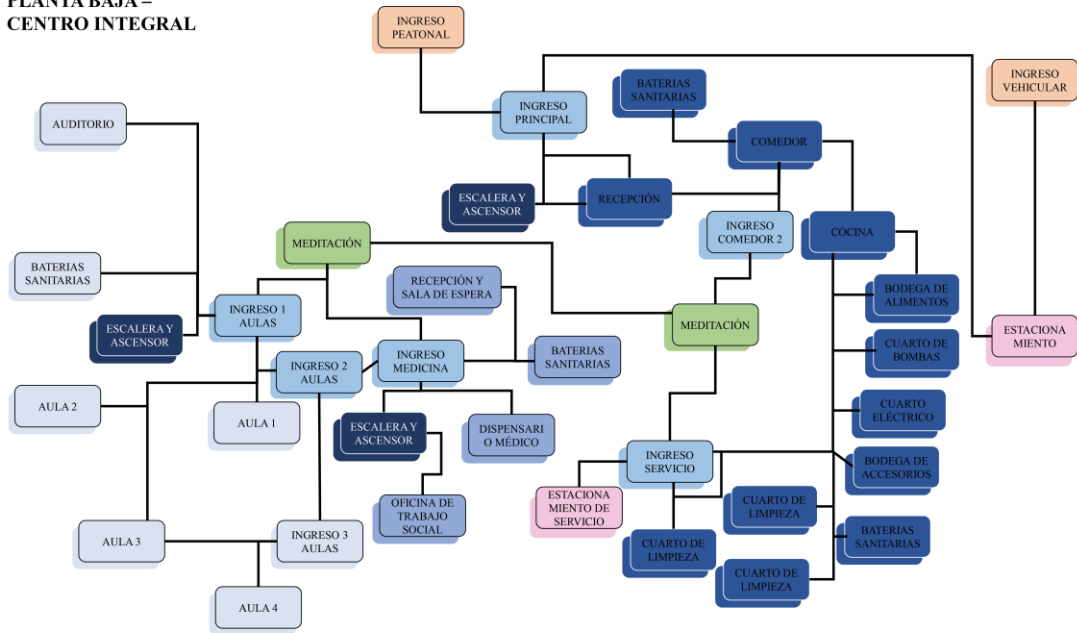 PLANTA BAJA –
CENTRO INTEGRAL
INGRESO
PEATONAL
INGRESO
VEHICULAR
BATERIAS
SANITARIAS
INGRESO
PRINCIPAL
AUDITORIO
COMEDOR
ESCALERA Y
ASCENSOR
RECEPCIÓN
INGRESO
COMEDOR 2
COCINA
MEDITACIÓN
BATERIAS
SANITARIAS
RECEPCIÓN Y
SALA DE ESPERA
BODEGA DE
ALIMENTOS
INGRESO 1
AULAS
MEDITACIÓN
ESCALERA Y
ASCENSOR
ESTACIONA
MIENTO
CUARTO DE
BOMBAS
INGRESO 2
AULAS
INGRESO
MEDICINA
BATERIAS
SANITARIAS
AULA 2
AULA 1
ESCALERA Y
ASCENSOR
DISPENSARI
O MÉDICO
CUARTO
ELÉCTRICO
INGRESO
SERVICIO
BODEGA DE
ACCESORIOS
ESTACIONA
MIENTO DE
SERVICIO
OFICINA DE
TRABAJO
SOCIAL
CUARTO DE
LIMPIEZA
AULA 3
INGRESO 3
AULAS
BATERIAS
SANITARIAS
CUARTO DE
LIMPIEZA
CUARTO DE
LIMPIEZA
AULA 4